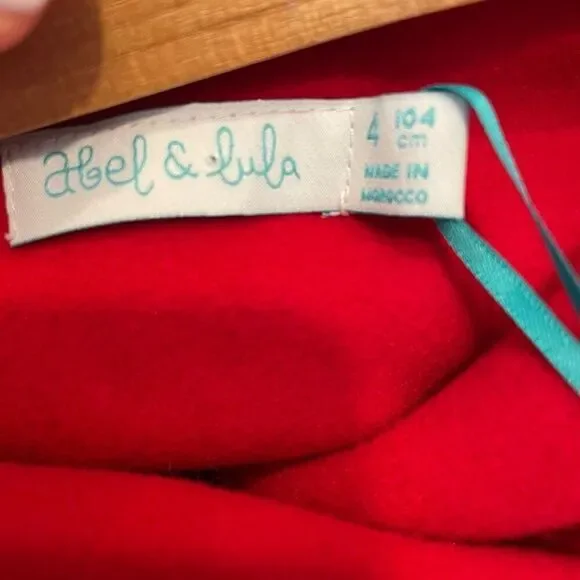 abel & lula
4 104
cm
MADE IN
MOROCCO